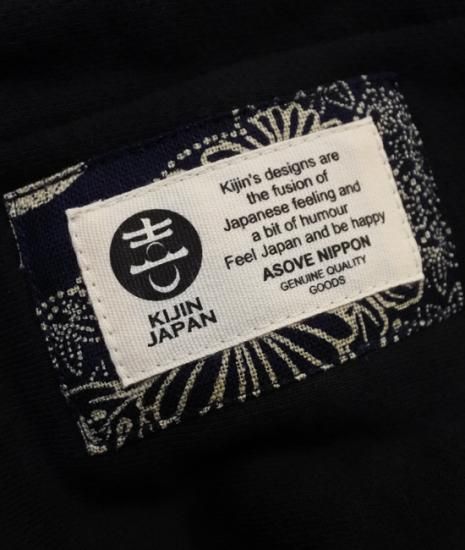 Kijin's designs are
the fusion of
Japanese feeling and
a bit of humour
Feel Japan and be happy
ASOVE NIPPON
GENUINE QUALITY
GOODS
KIJIN
JAPAN